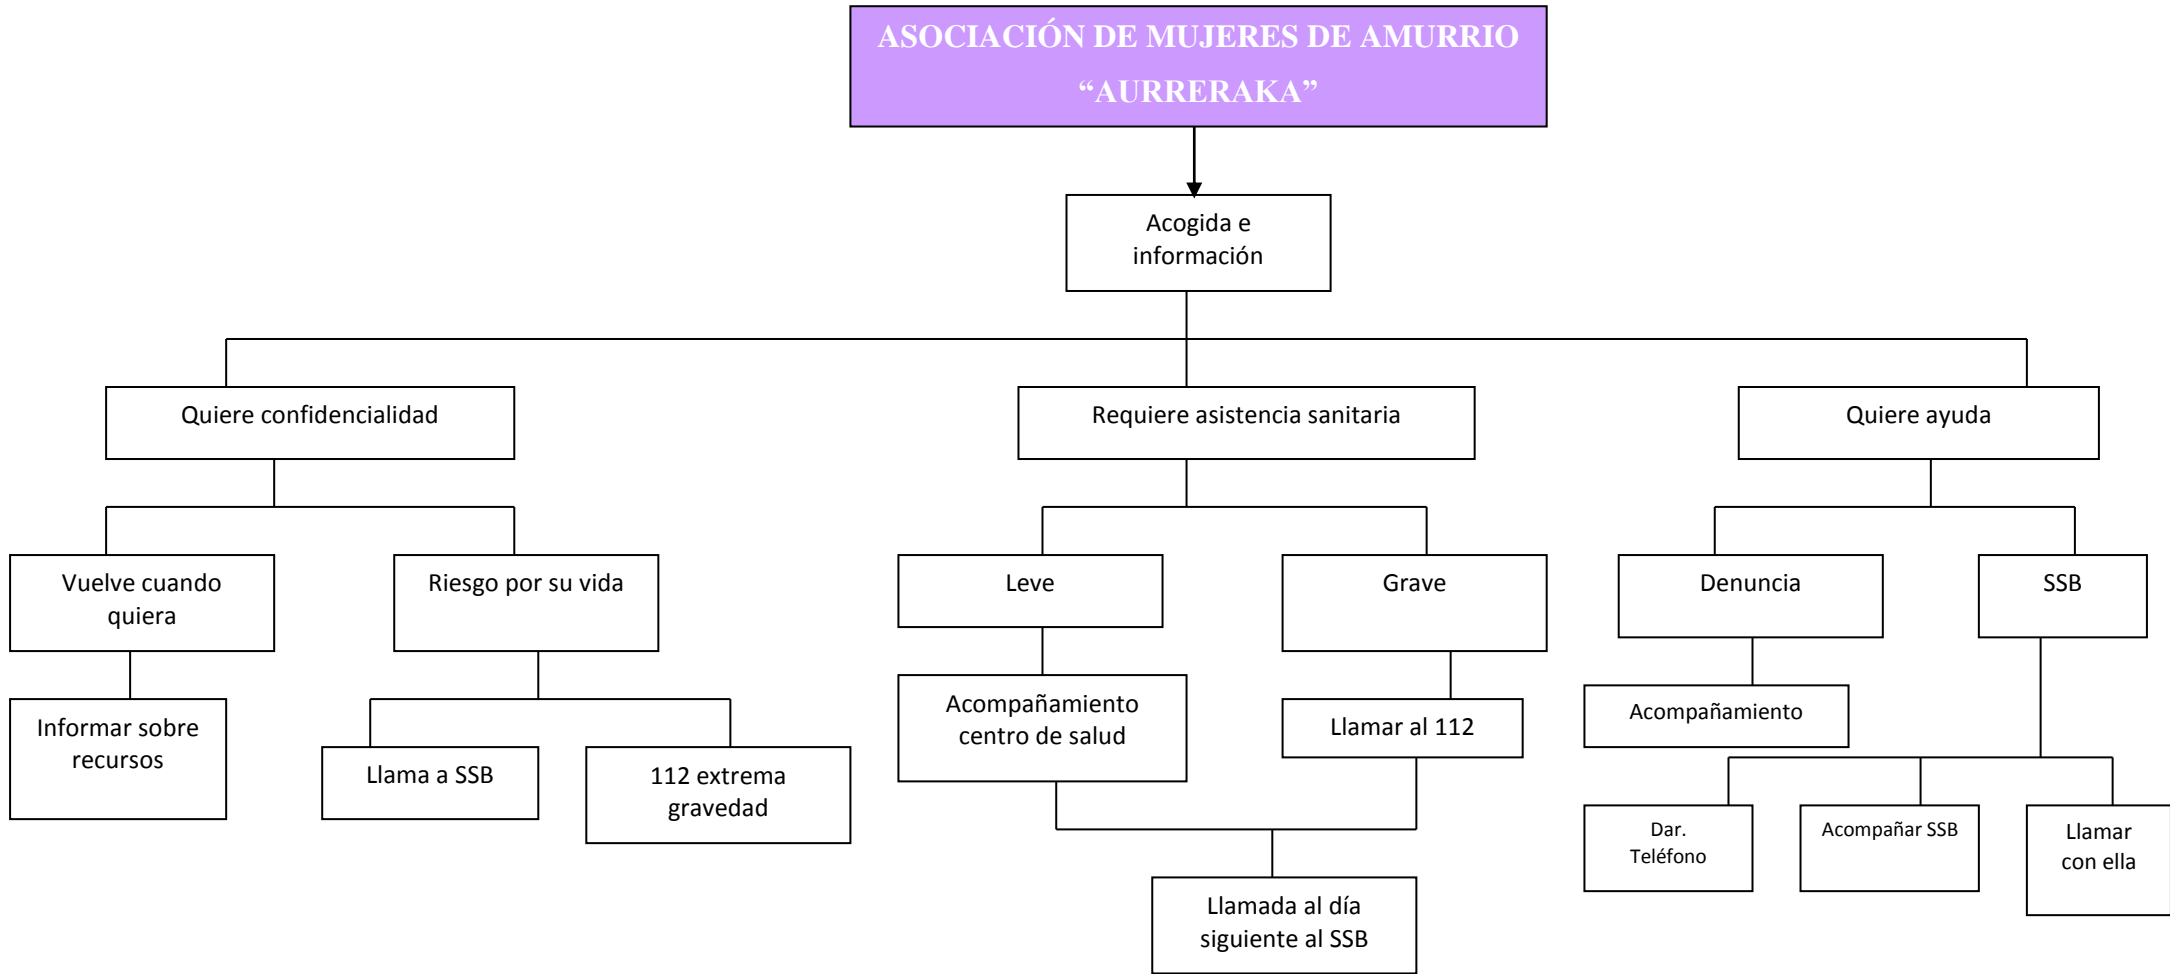 ASOCIACIÓN DE MUJERES DE AMURRIO
“AURRERAKA”
Acogida e
información
Quiere confidencialidad
Requiere asistencia sanitaria
Quiere ayuda
Vuelve cuando
quiera
Riesgo por su vida
Leve
Grave
Denuncia
SSB
Informar sobre
recursos
Llama a SSB
112 extrema
gravedad
Acompañamiento
centro de salud
Llamar al 112
Acompañamiento
Dar.
Teléfono
Acompañar SSB
Llamar
con ella
Llamada al día
siguiente al SSB